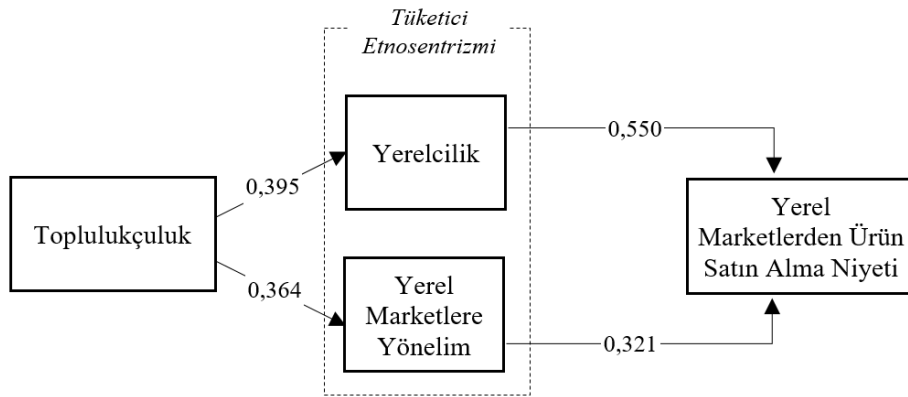 Tüketici
Etnosentrizmi
Yerelcilik
0,550
0,395
Toplulukçuluk
Yerel
Marketlerden Ürün
Satın Alma Niyeti
0,364
Yerel
Marketlere
Yönelim
0,321